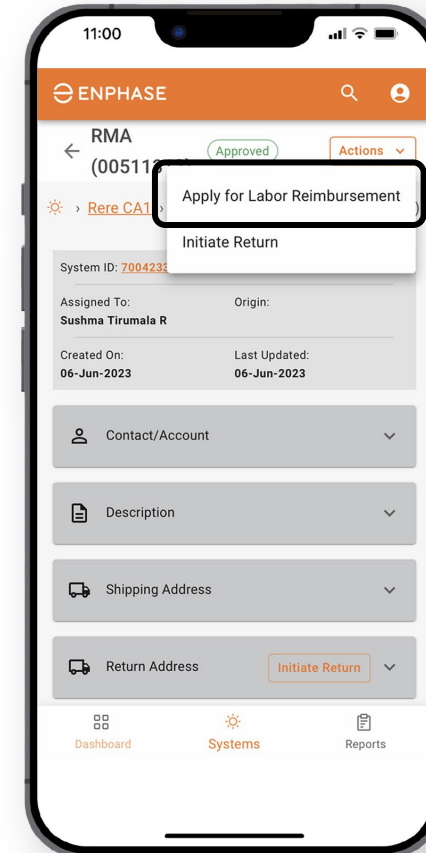 11:00
ENPHASE
RMA
Approved
Actions
(00511
Apply for Labor Reimbursement
Rere CA1
)
Initiate Return
System ID: 7004233
Assigned To:
Origin:
Sushma Tirumala R
Created On:
Last Updated:
06-Jun-2023
06-Jun-2023
Contact/Account
Description
Shipping Address
Return Address
Initiate Return
Dashboard
Systems
Reports